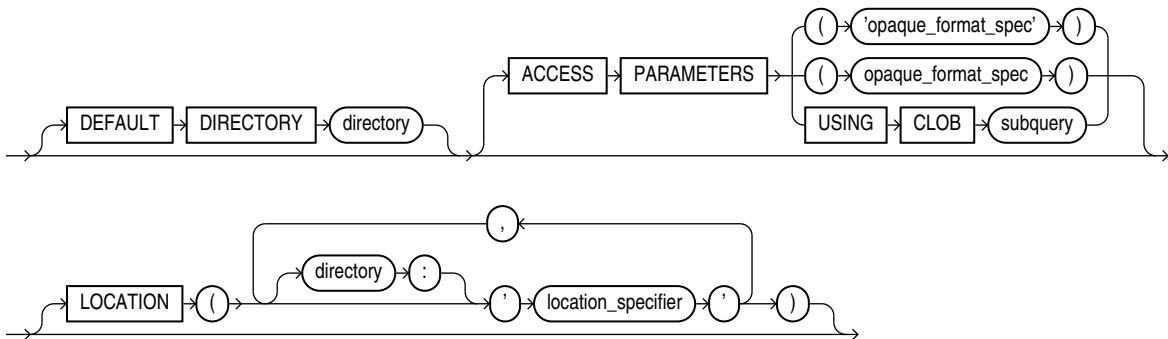 ( 'opaque_format_spec' )
ACCESS PARAMETERS ( opaque_format_spec )
DEFAULT DIRECTORY directory USING CLOB subquery
,
directory :
LOCATION ( ' location_specifier ' )